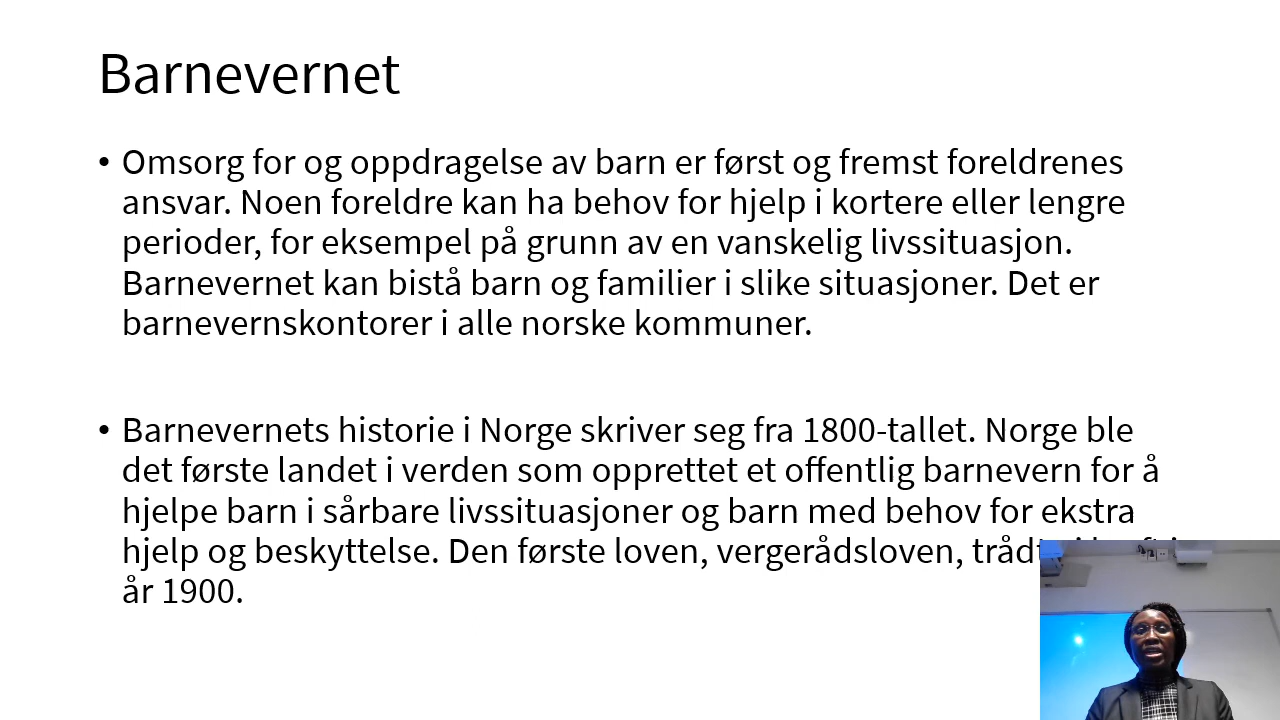 Barnevernet
• Omsorg for og oppdragelse av barn er først og fremst foreldrenes
ansvar. Noen foreldre kan ha behov for hjelp i kortere eller lengre
perioder, for eksempel på grunn av en vanskelig livssituasjon.
Barnevernet kan bistå barn og familier i slike situasjoner. Det er
barnevernskontorer i alle norske kommuner.
• Barnevernets historie i Norge skriver seg fra 1800-tallet. Norge ble
det første landet i verden som opprettet et offentlig barnevern for å
hjelpe barn i sårbare livssituasjoner og barn med behov for ekstra
hjelp og beskyttelse. Den første loven, vergerådsloven,
år 1900.